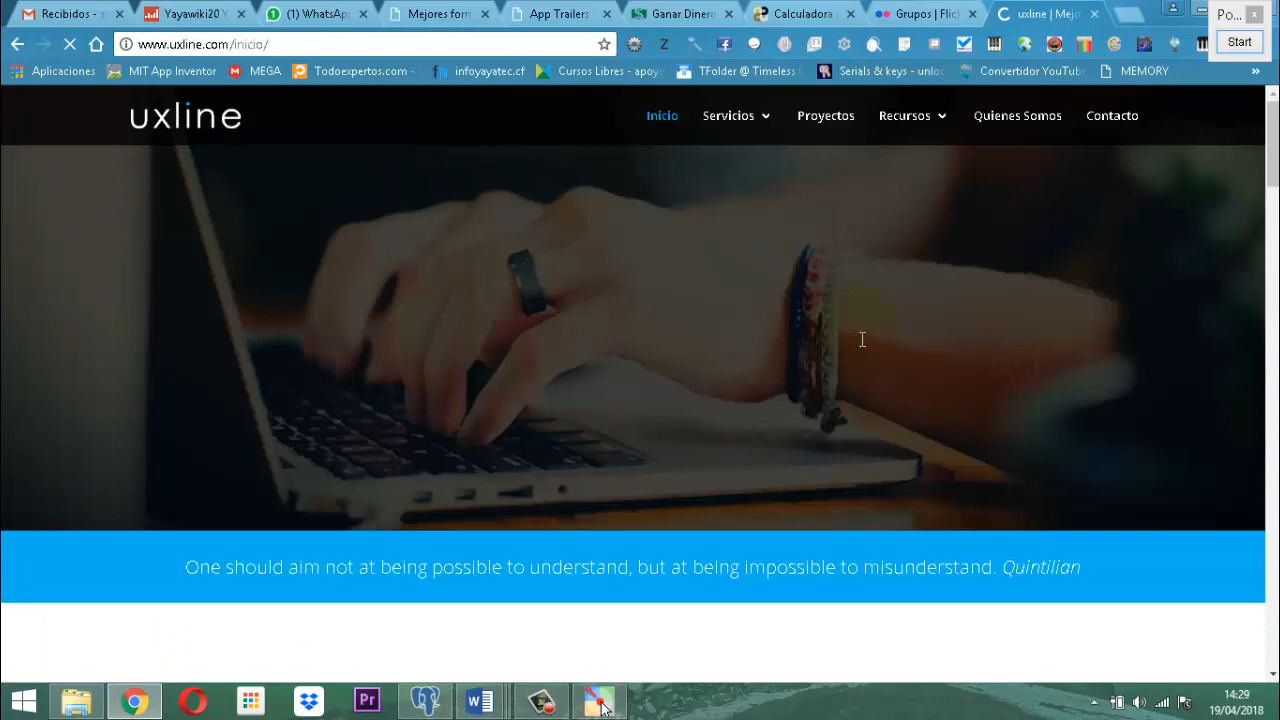 Recibidos - s
Yayawiki20
(1) WhatsApp
Mejores form
App Trailers
Ganar Dinero
Calculadora
Grupos | Flick
uxline | Mejo
Po...
Start
www.uxline.com/inicio/
Aplicaciones
MIT App Inventor
MEGA
Todoexpertos.com -
infoyayatec.cf
Cursos Libres - apoy
TFolder @ Timeless
Serials & keys - unlo
Convertidor YouTub
MEMORY
»
uxline
Inicio
Servicios
Proyectos
Recursos
Quienes Somos
Contacto
One should aim not at being possible to understand, but at being impossible to misunderstand. Quintilian
Pr
14:29
19/04/2018